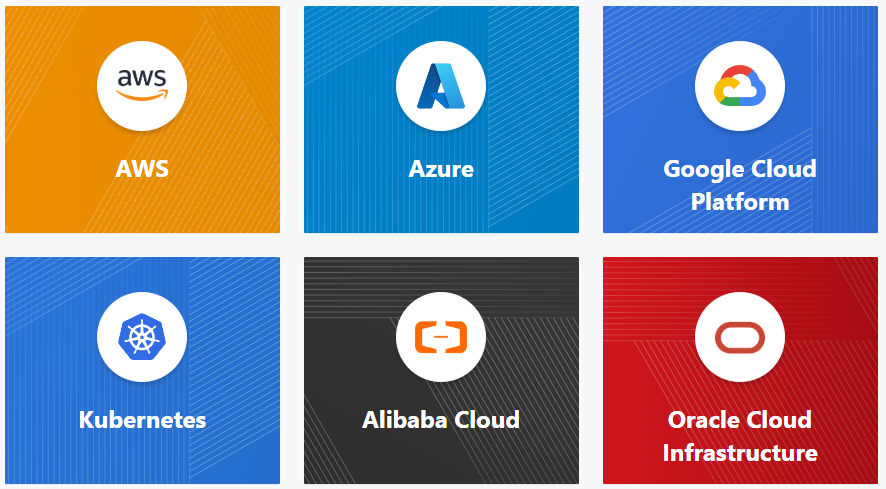 aws
AWS
Azure
Google Cloud
Platform
Kubernetes
Alibaba Cloud
Oracle Cloud
Infrastructure